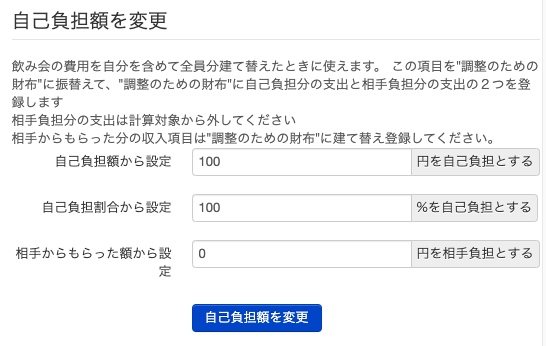 自己負担額を変更
飲み会の費用を自分を含めて全員分建て替えたときに使えます。 この項目を"調整のための
財布"に振替えて、"調整のための財布"に自己負担分の支出と相手負担分の支出の２つを登
録します
相手負担分の支出は計算対象から外してください
相手からもらった分の収入項目は"調整のための財布"に建て替え登録してください。
自己負担額から設定 100 円を自己負担とする
自己負担割合から設定 100 %を自己負担とする
相手からもらった額から設 0 円を相手負担とする
定
自己負担額を変更